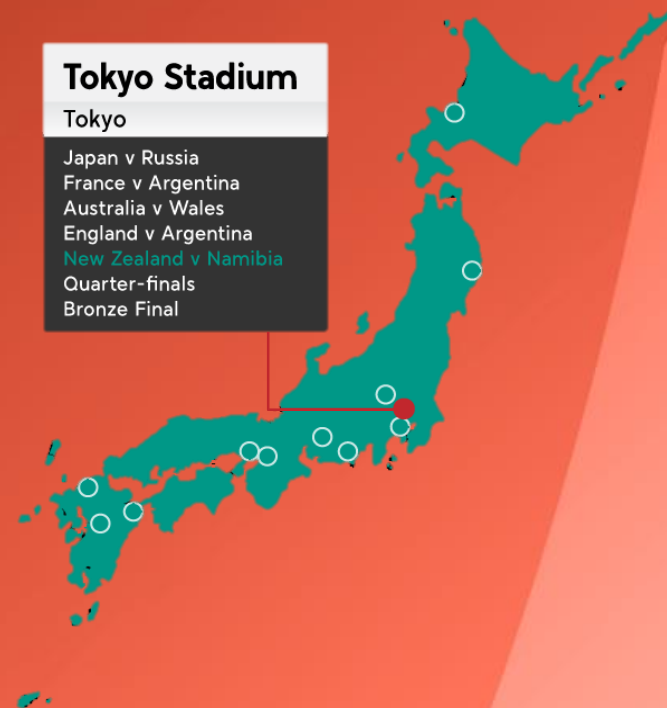 Tokyo Stadium
Tokyo
Japan v Russia
France v Argentina
Australia v Wales
England v Argentina
New Zealand v Namibia
Quarter-finals
Bronze Final